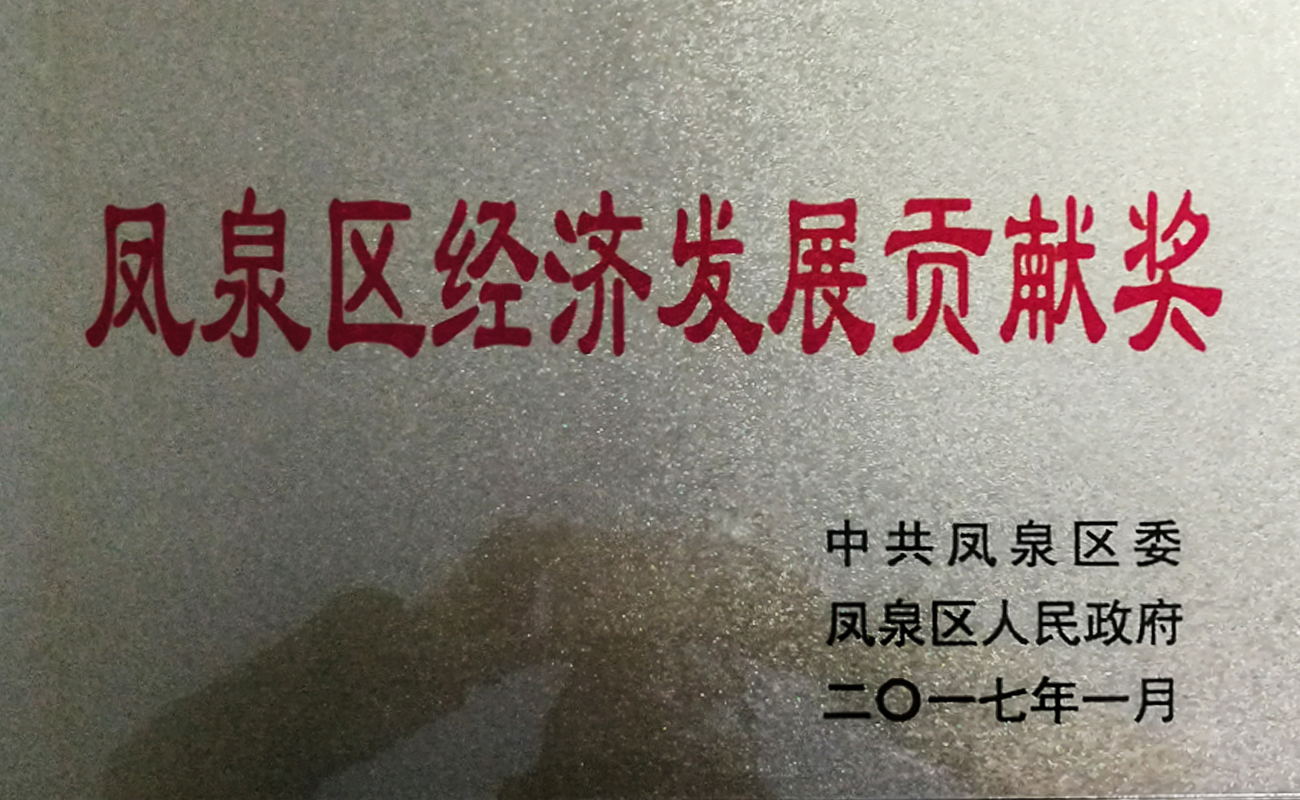 凤泉区经济发展贡献奖
中共凤泉区委
凤泉区人民政府
二〇一七年一月